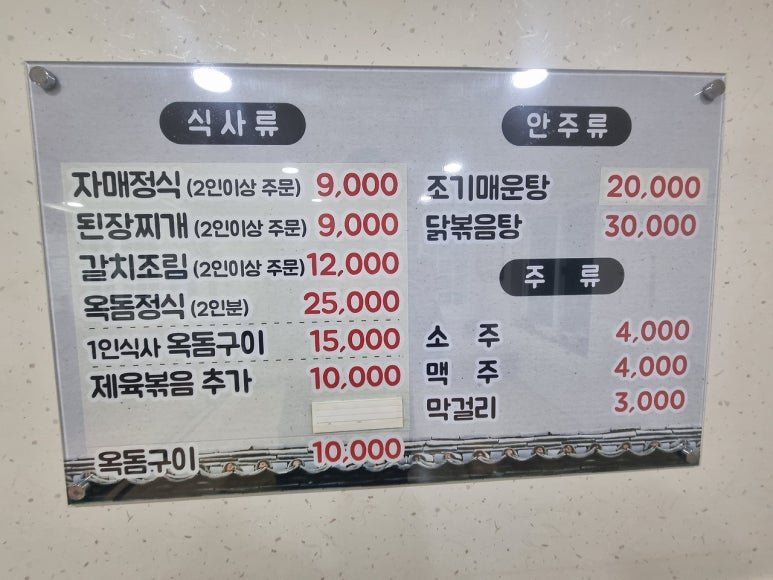 식사류
자매정식 (2인이상 주문) 9,000
된장찌개 (2인이상 주문) 9,000
갈치조림 (2인이상 주문) 12,000
옥돔정식 (2인분) 25,000
1인식사 옥돔구이 15,000
제육볶음 추가 10,000
옥돔구이 10,000
안주류
조기매운탕 20,000
닭볶음탕 30,000
주 류
소 주 4,000
맥 주 4,000
막걸리 3,000